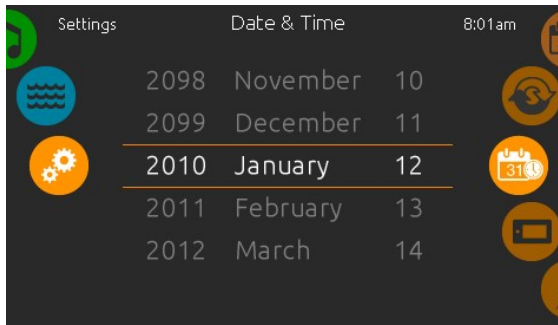 Settings Date & Time 8:01am
2098 November 10
2099 December 11
2010 January 12
31
2011 February 13
2012 March 14